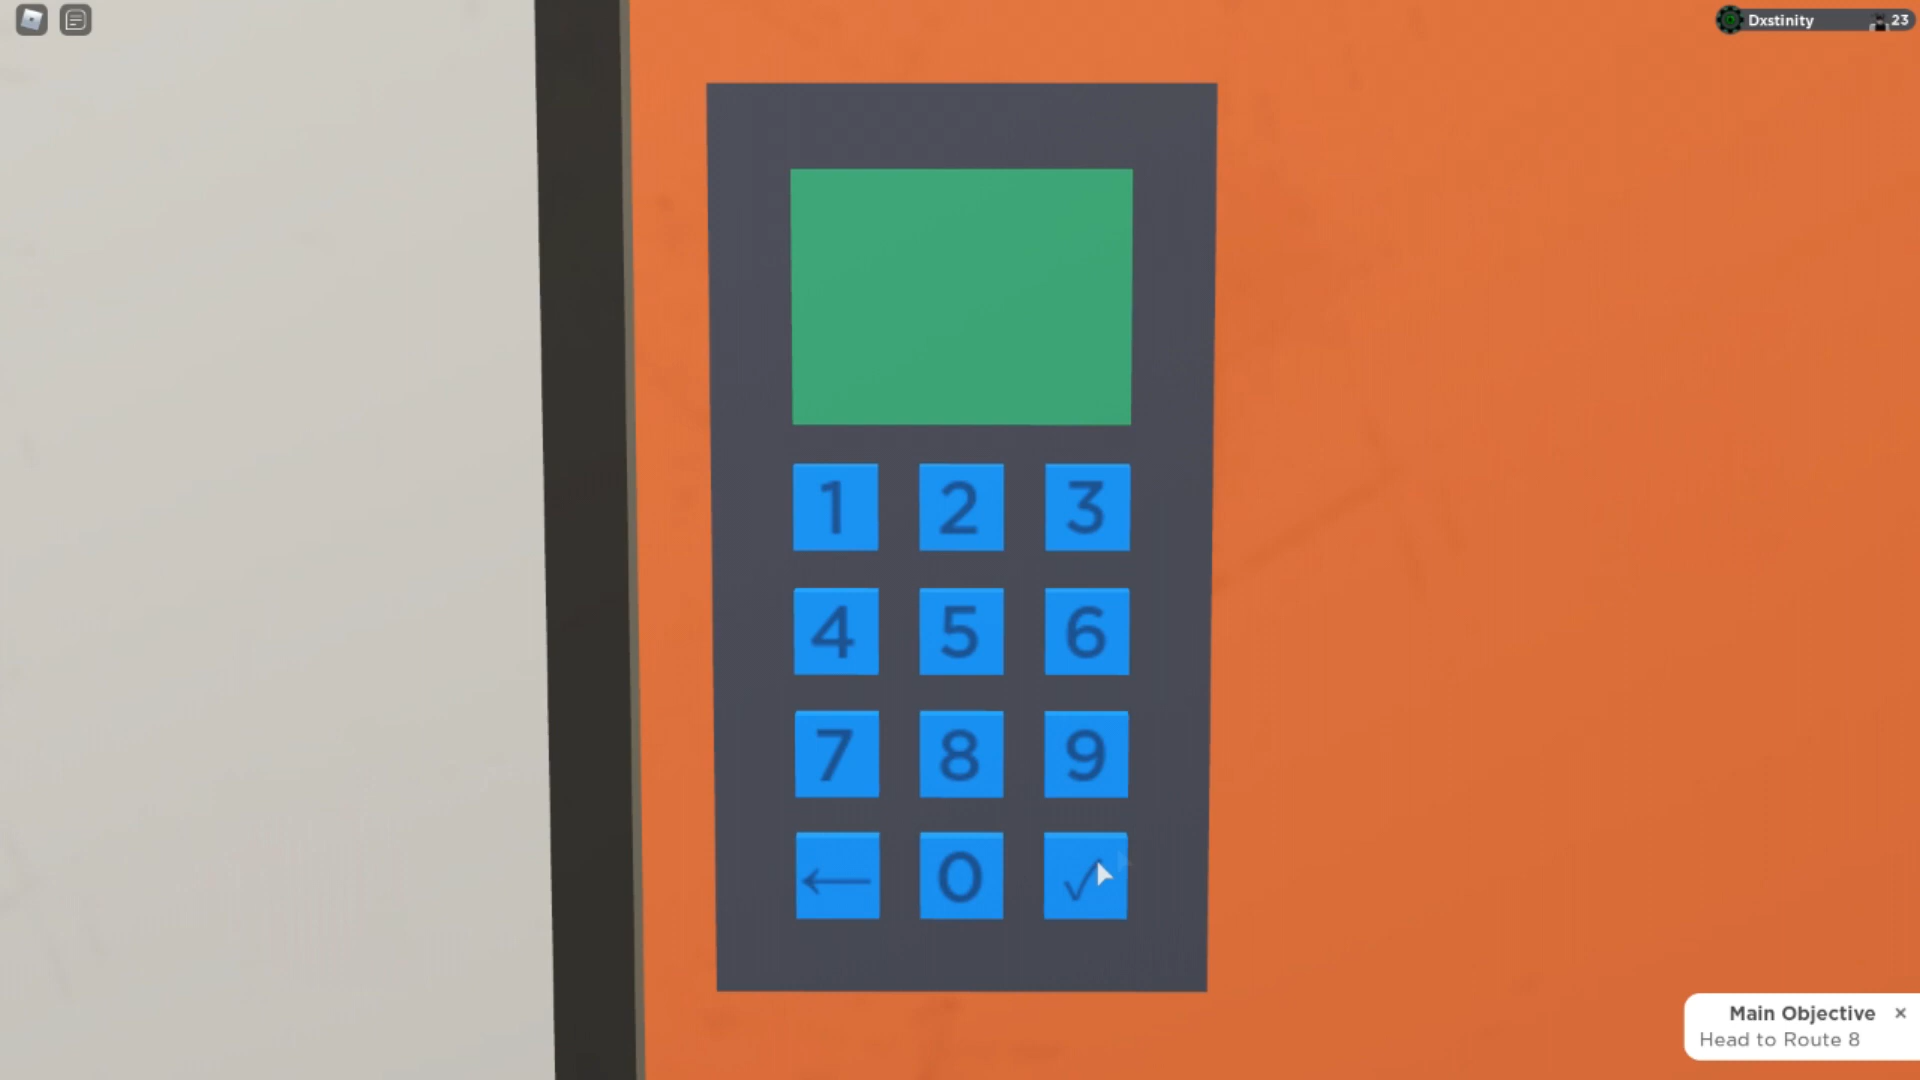 Dxstinity 23
1 2 3
4 5 6
7 8 9
← 0 ✓
Main Objective ×
Head to Route 8